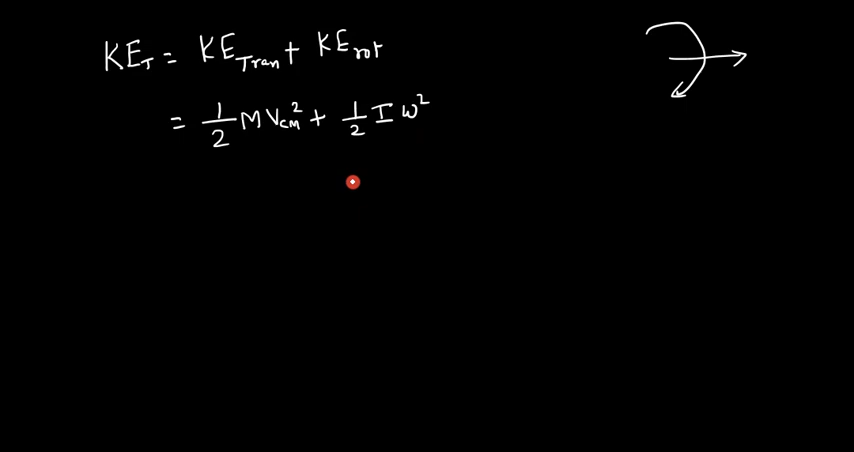 KE_T = KE_Tran + KE_rot
= 1/2 M V_CM^2 + 1/2 I ω^2